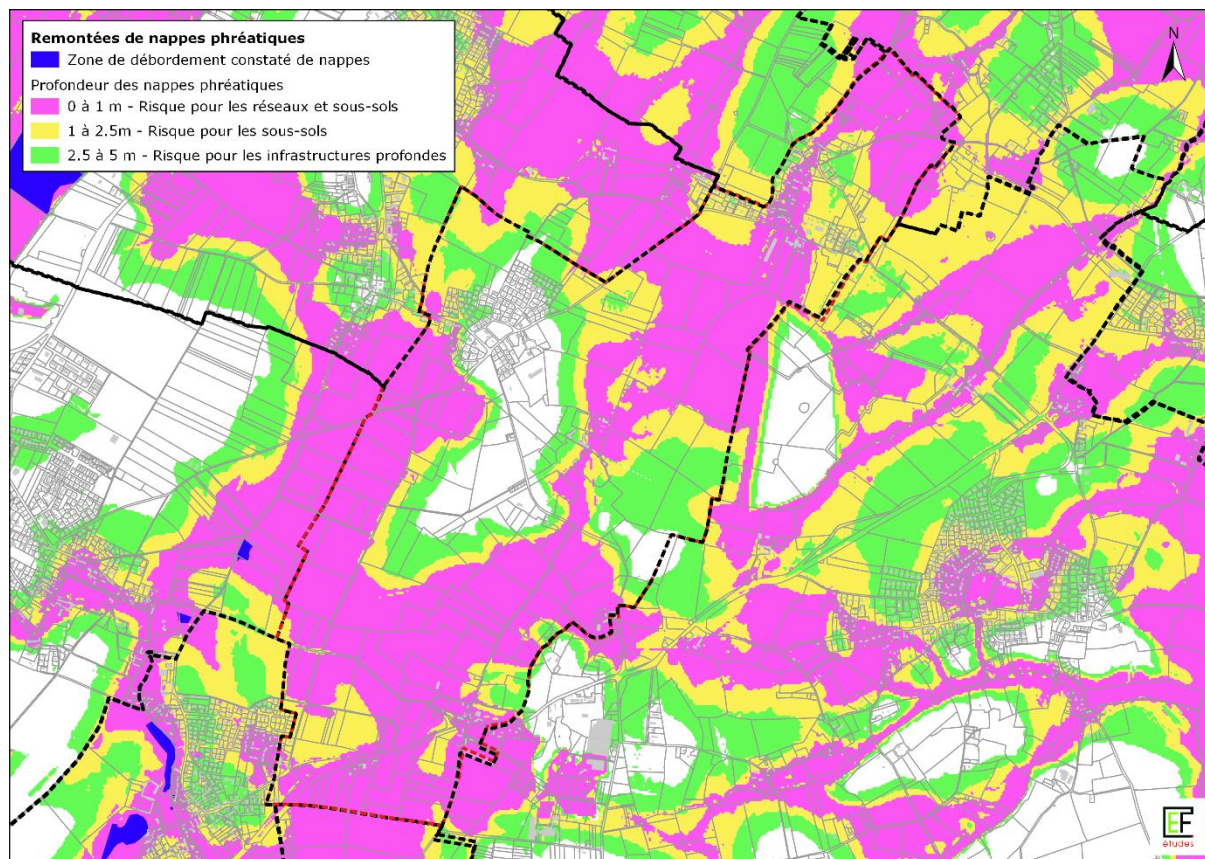 Remontées de nappes phréatiques
Zone de débordement constaté de nappes
Profondeur des nappes phréatiques
0 à 1 m - Risque pour les réseaux et sous-sols
1 à 2.5m - Risque pour les sous-sols
2.5 à 5 m - Risque pour les infrastructures profondes
N
EF
études